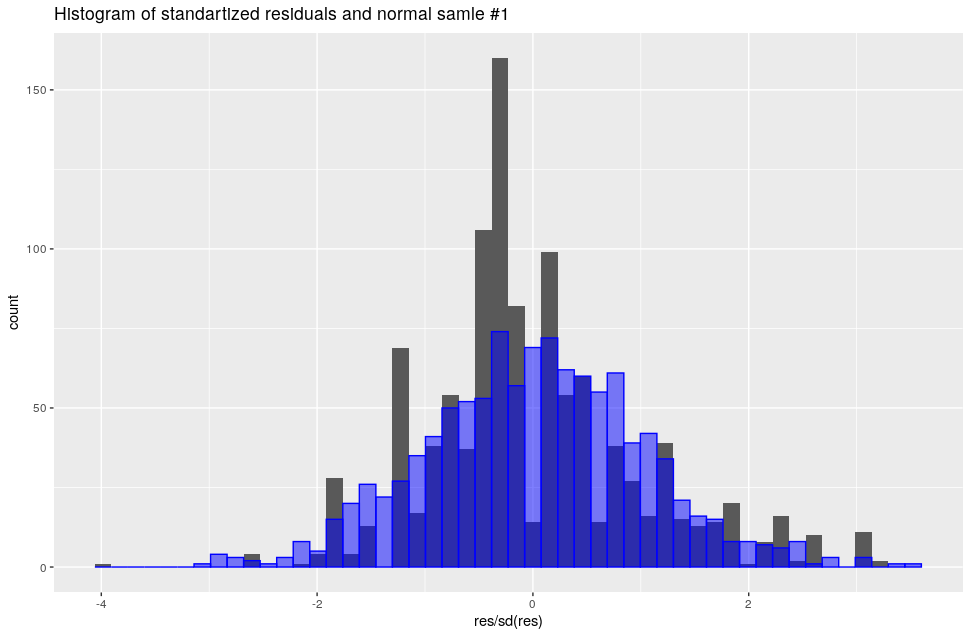 Histogram of standartized residuals and normal samle #1
count
150
100
50
0
-4
-2
0
2
res/sd(res)